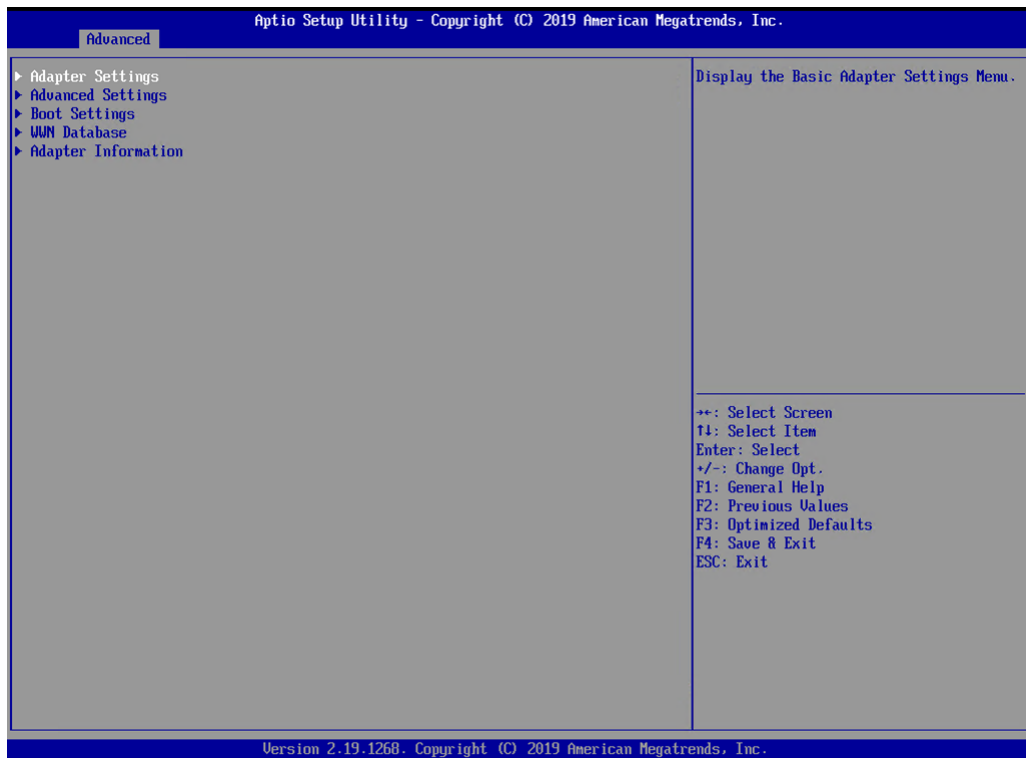 Aptio Setup Utility - Copyright (C) 2019 American Megatrends, Inc.
Advanced
Adapter Settings
Advanced Settings
Boot Settings
WWN Database
Adapter Information
Display the Basic Adapter Settings Menu.
→←: Select Screen
↑↓: Select Item
Enter: Select
+/-: Change Opt.
F1: General Help
F2: Previous Values
F3: Optimized Defaults
F4: Save & Exit
ESC: Exit
Version 2.19.1268. Copyright (C) 2019 American Megatrends, Inc.